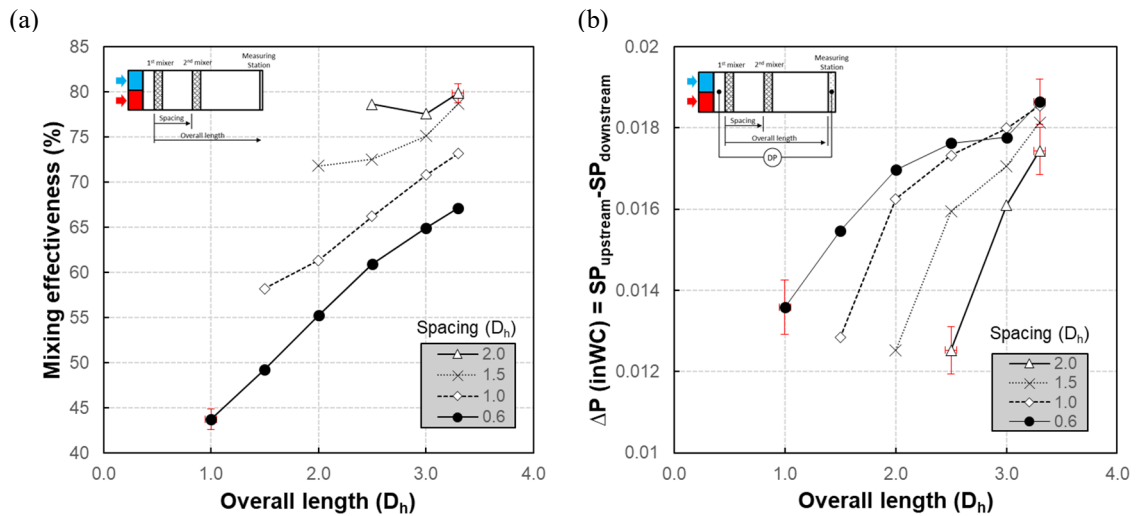 (a)
85
80
75
70
65
60
55
50
45
40
Mixing effectiveness (%)
1st mixer
2nd mixer
Measuring
Station
Spacing
Overall length
Spacing (Dh)
2.0
1.5
1.0
0.6
0.0
1.0
2.0
3.0
4.0
Overall length (Dh)
(b)
0.02
0.018
0.016
0.014
0.012
0.01
ΔP (inWC) = SPupstream-SPdownstream
1st mixer
2nd mixer
Measuring
Station
Spacing
Overall length
DP
Spacing (Dh)
2.0
1.5
1.0
0.6
0.0
1.0
2.0
3.0
4.0
Overall length (Dh)